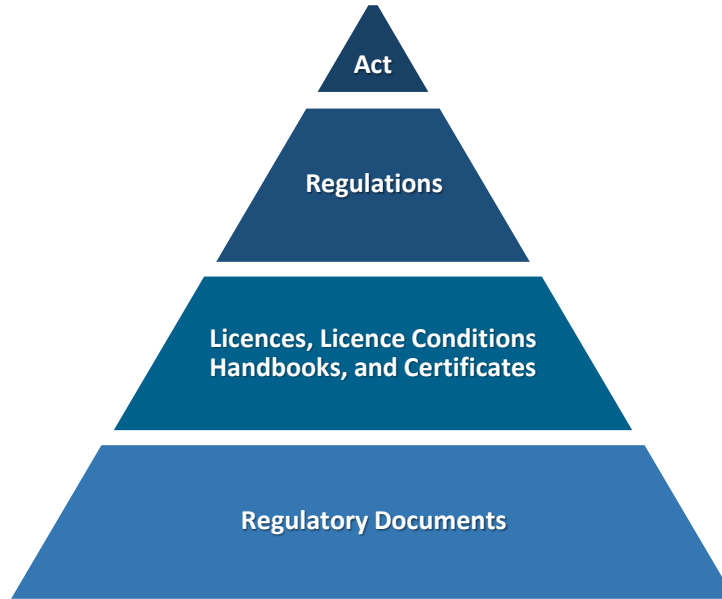 Act
Regulations
Licences, Licence Conditions
Handbooks, and Certificates
Regulatory Documents